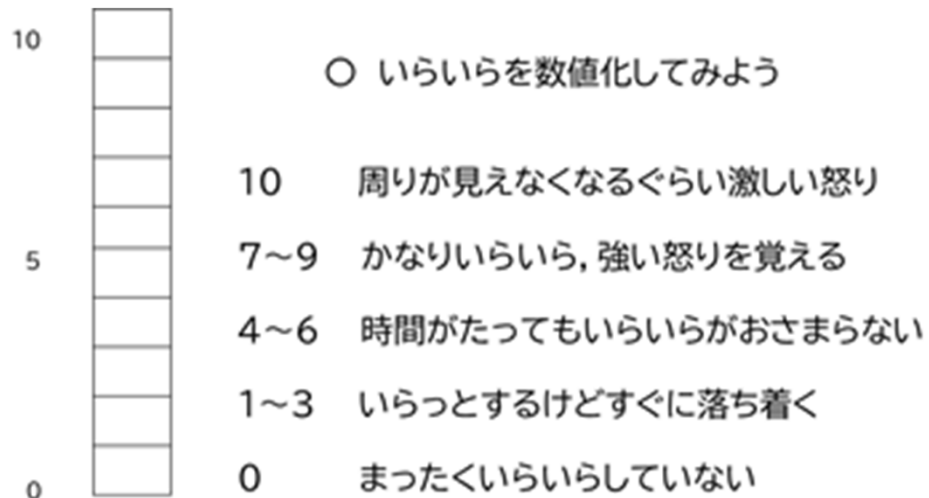 10
5
0
○ いらいらを数値化してみよう
10 周りが見えなくなるぐらい激しい怒り
7～9 かなりいらいら，強い怒りを覚える
4～6 時間がたってもいらいらがおさまらない
1～3 いらっとするけどすぐに落ち着く
0 まったくいらいらしていない